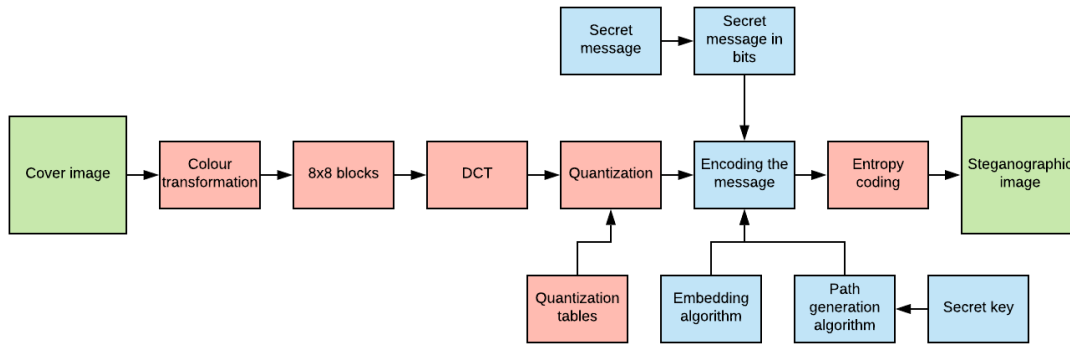 Secret
message
Secret
message in
bits
Cover image
Colour
transformation
8x8 blocks
DCT
Quantization
Encoding the
message
Entropy
coding
Steganographic
image
Quantization
tables
Embedding
algorithm
Path
generation
algorithm
Secret key